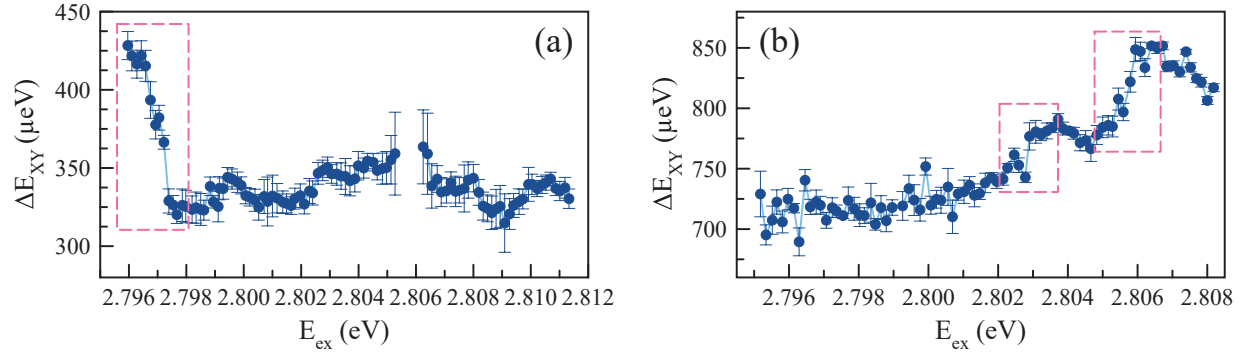 450
400
350
300
ΔE_XY (μeV)
(a)
2.796 2.798 2.800 2.802 2.804 2.806 2.808 2.810 2.812
E_ex (eV)
850
800
750
700
ΔE_XY (μeV)
(b)
2.796 2.798 2.800 2.802 2.804 2.806 2.808
E_ex (eV)